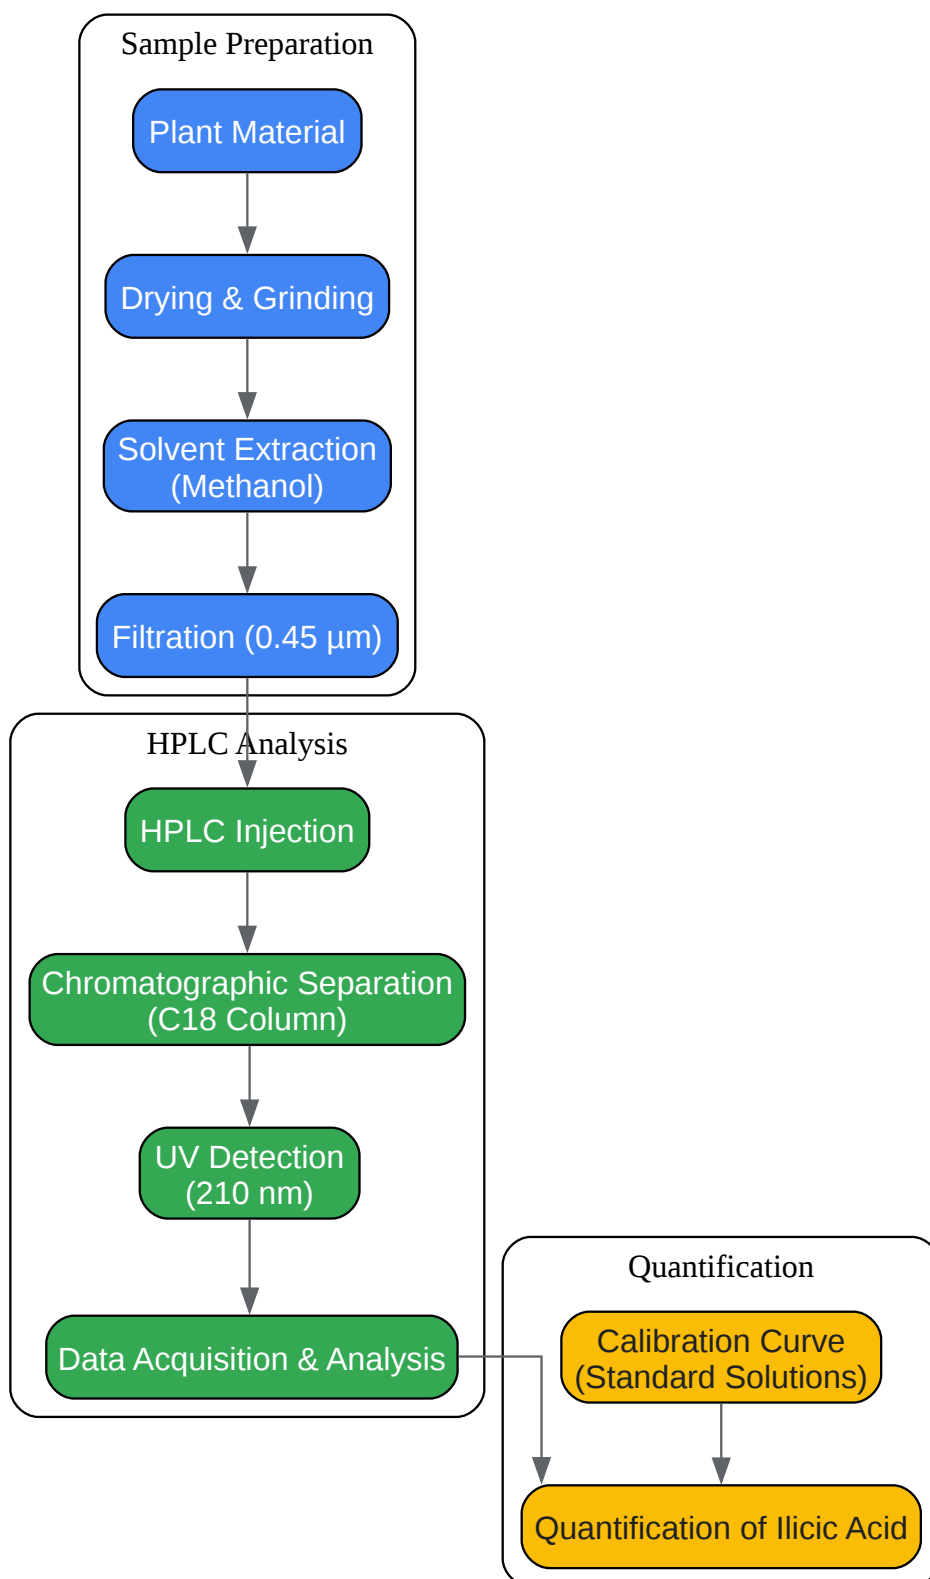 Sample Preparation
Plant Material
Drying & Grinding
Solvent Extraction
(Methanol)
Filtration (0.45 µm)
HPLC Analysis
HPLC Injection
Chromatographic Separation
(C18 Column)
UV Detection
(210 nm)
Data Acquisition & Analysis
Quantification
Calibration Curve
(Standard Solutions)
Quantification of Ilicic Acid